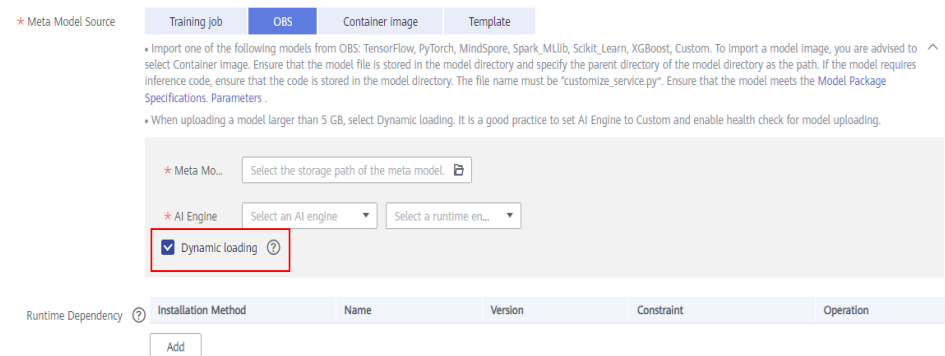 * Meta Model Source Training job OBS Container image Template
• Import one of the following models from OBS: TensorFlow, PyTorch, MindSpore, Spark_MLlib, Scikit_Learn, XGBoost, Custom. To import a model image, you are advised to
select Container image. Ensure that the model file is stored in the model directory and specify the parent directory of the model directory as the path. If the model requires
inference code, ensure that the code is stored in the model directory. The file name must be "customize_service.py". Ensure that the model meets the Model Package
Specifications. Parameters .
• When uploading a model larger than 5 GB, select Dynamic loading. It is a good practice to set AI Engine to Custom and enable health check for model uploading.
* Meta Mo... Select the storage path of the meta model.
* AI Engine Select an AI engine Select a runtime en...
Dynamic loading ?
Runtime Dependency ? Installation Method Name Version Constraint Operation
Add